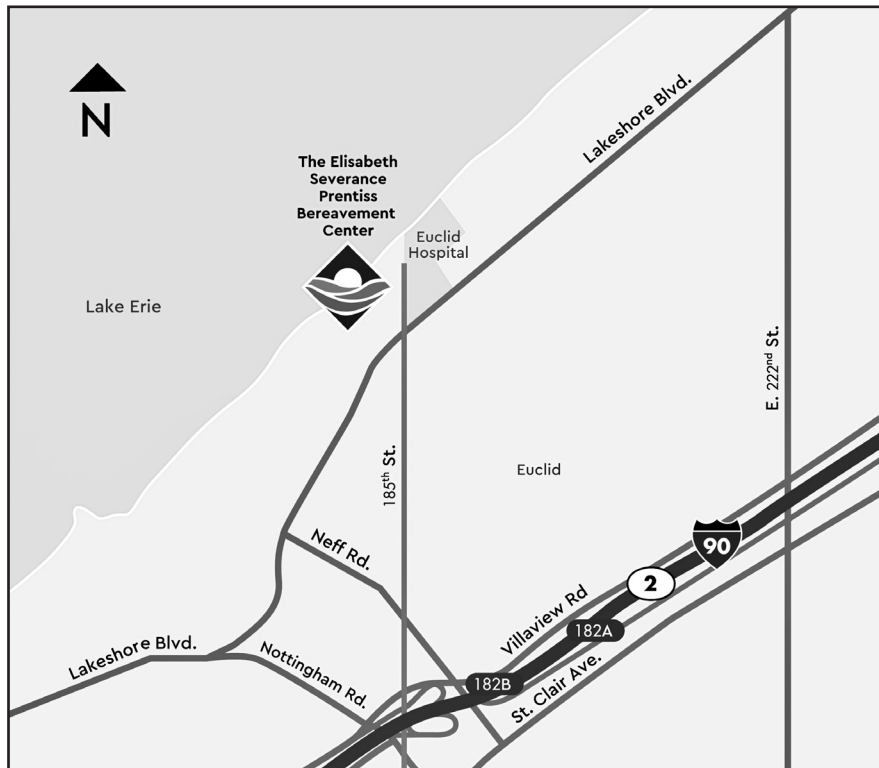 N
Lakeshore Blvd.
The Elisabeth
Severance
Prentiss
Bereavement
Center
Euclid
Hospital
Lake Erie
E. 222nd St.
185th St.
Euclid
Neff Rd.
90
2
Villaview Rd
182A
Lakeshore Blvd.
Nottingham Rd.
182B
St. Clair Ave.